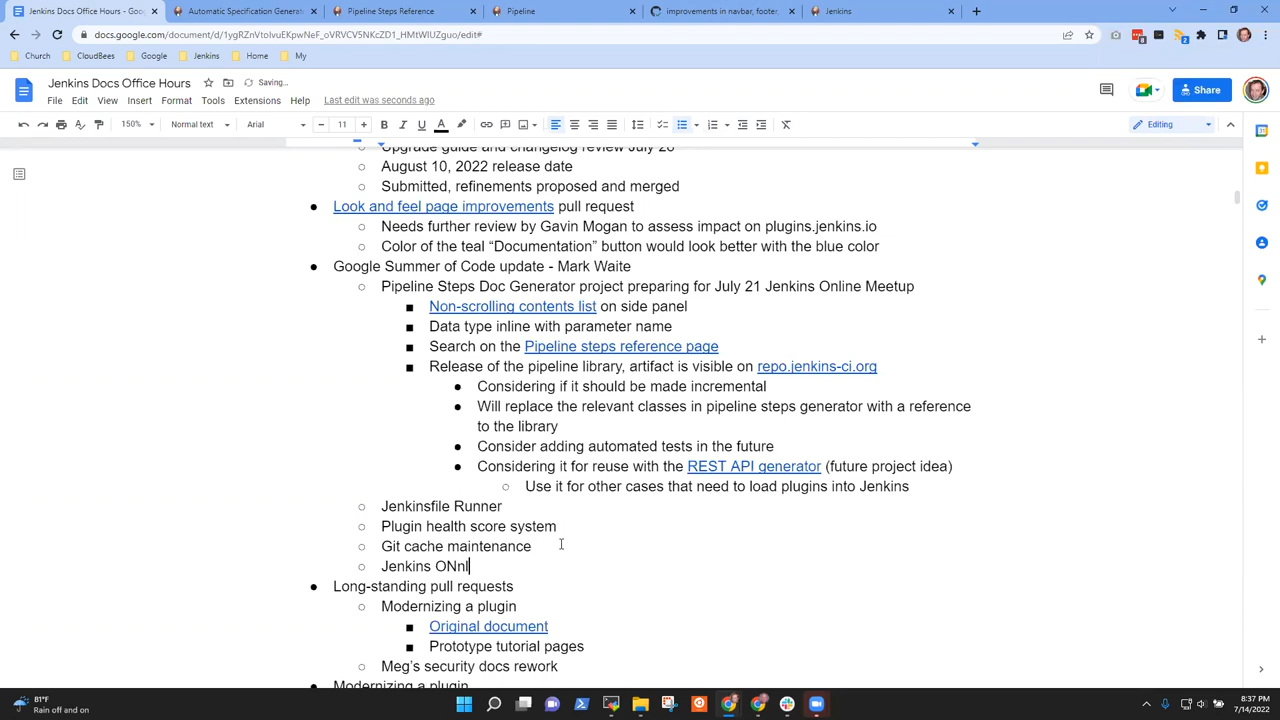 Jenkins Docs Office Hours - Goog
Automatic Specification Generat
Pipeline Steps Reference
Pipeline
improvements in navbar, footer.
Jenkins
docs.google.com/document/d/1ygRZnVtoIvuEKpwNeF_oVRVCV5NKcZD1_HMtWIUZguo/edit#
Church
CloudBees
Google
Jenkins
Home
My
Jenkins Docs Office Hours
Saving...
Share
File Edit View Insert Format Tools Extensions Help Last edit was seconds ago
150% Normal text Arial 11 Editing
Upgrade guide and changelog review July 28
August 10, 2022 release date
Submitted, refinements proposed and merged
Look and feel page improvements pull request
Needs further review by Gavin Mogan to assess impact on plugins.jenkins.io
Color of the teal “Documentation” button would look better with the blue color
Google Summer of Code update - Mark Waite
Pipeline Steps Doc Generator project preparing for July 21 Jenkins Online Meetup
Non-scrolling contents list on side panel
Data type inline with parameter name
Search on the Pipeline steps reference page
Release of the pipeline library, artifact is visible on repo.jenkins-ci.org
Considering if it should be made incremental
Will replace the relevant classes in pipeline steps generator with a reference
to the library
Consider adding automated tests in the future
Considering it for reuse with the REST API generator (future project idea)
Use it for other cases that need to load plugins into Jenkins
Jenkinsfile Runner
Plugin health score system
Git cache maintenance
Jenkins ONnl
Long-standing pull requests
Modernizing a plugin
Original document
Prototype tutorial pages
Meg’s security docs rework
Modernizing a plugin
81°F
Rain off and on
8:37 PM
7/14/2022